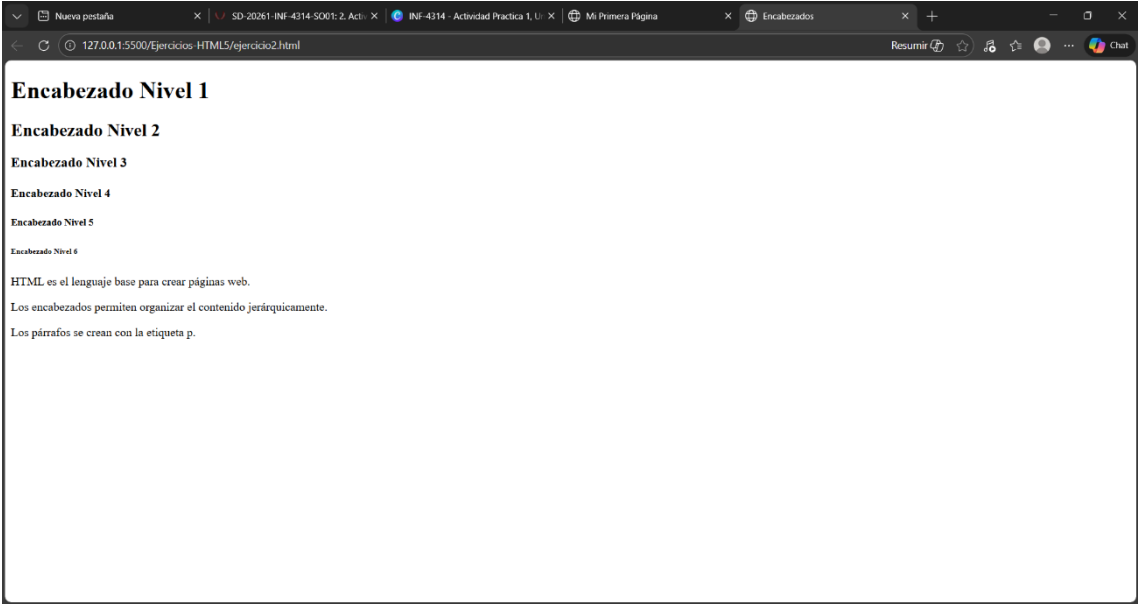 Nueva pestaña
SD-20261-INF-4314-SO01: 2. Activ
INF-4314 - Actividad Practica 1, Un
Mi Primera Página
Encabezados
127.0.0.1:5500/Ejercicios-HTML5/ejercicio2.html
Resumir
Chat
Encabezado Nivel 1
Encabezado Nivel 2
Encabezado Nivel 3
Encabezado Nivel 4
Encabezado Nivel 5
Encabezado Nivel 6
HTML es el lenguaje base para crear páginas web.
Los encabezados permiten organizar el contenido jerárquicamente.
Los párrafos se crean con la etiqueta p.